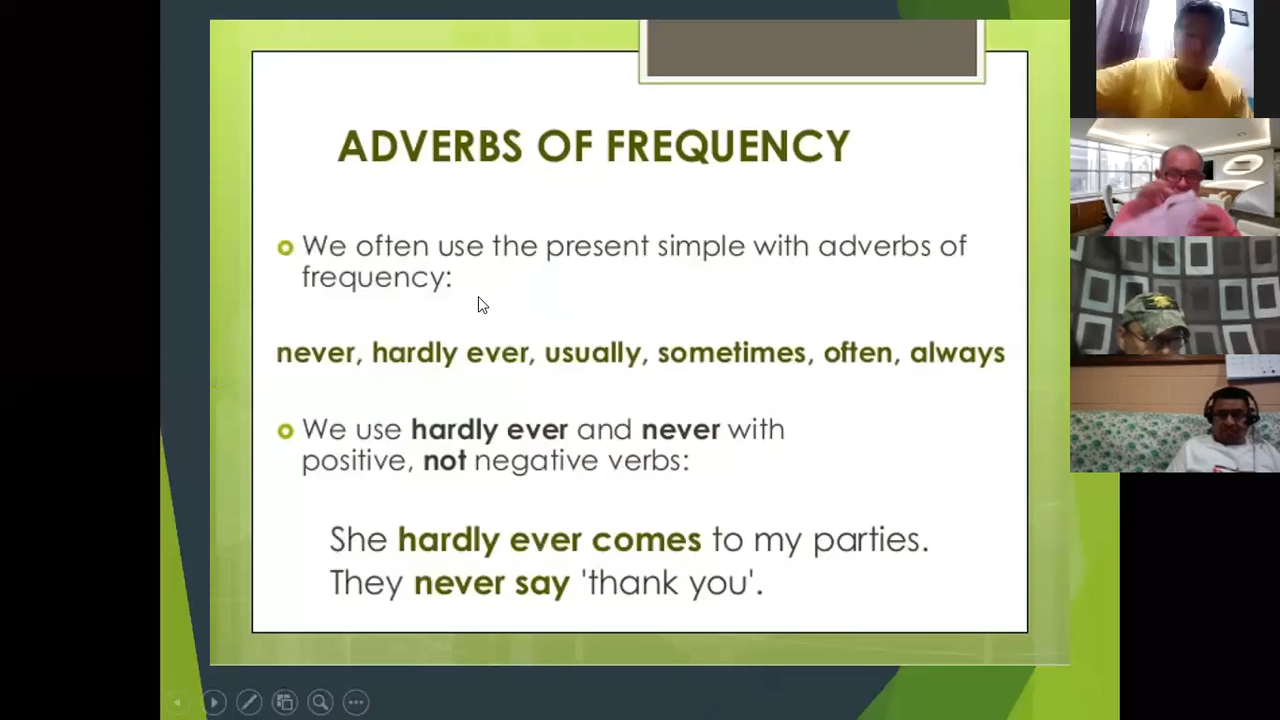 ADVERBS OF FREQUENCY
We often use the present simple with adverbs of
frequency:
never, hardly ever, usually, sometimes, often, always
We use hardly ever and never with
positive, not negative verbs:
She hardly ever comes to my parties.
They never say 'thank you'.